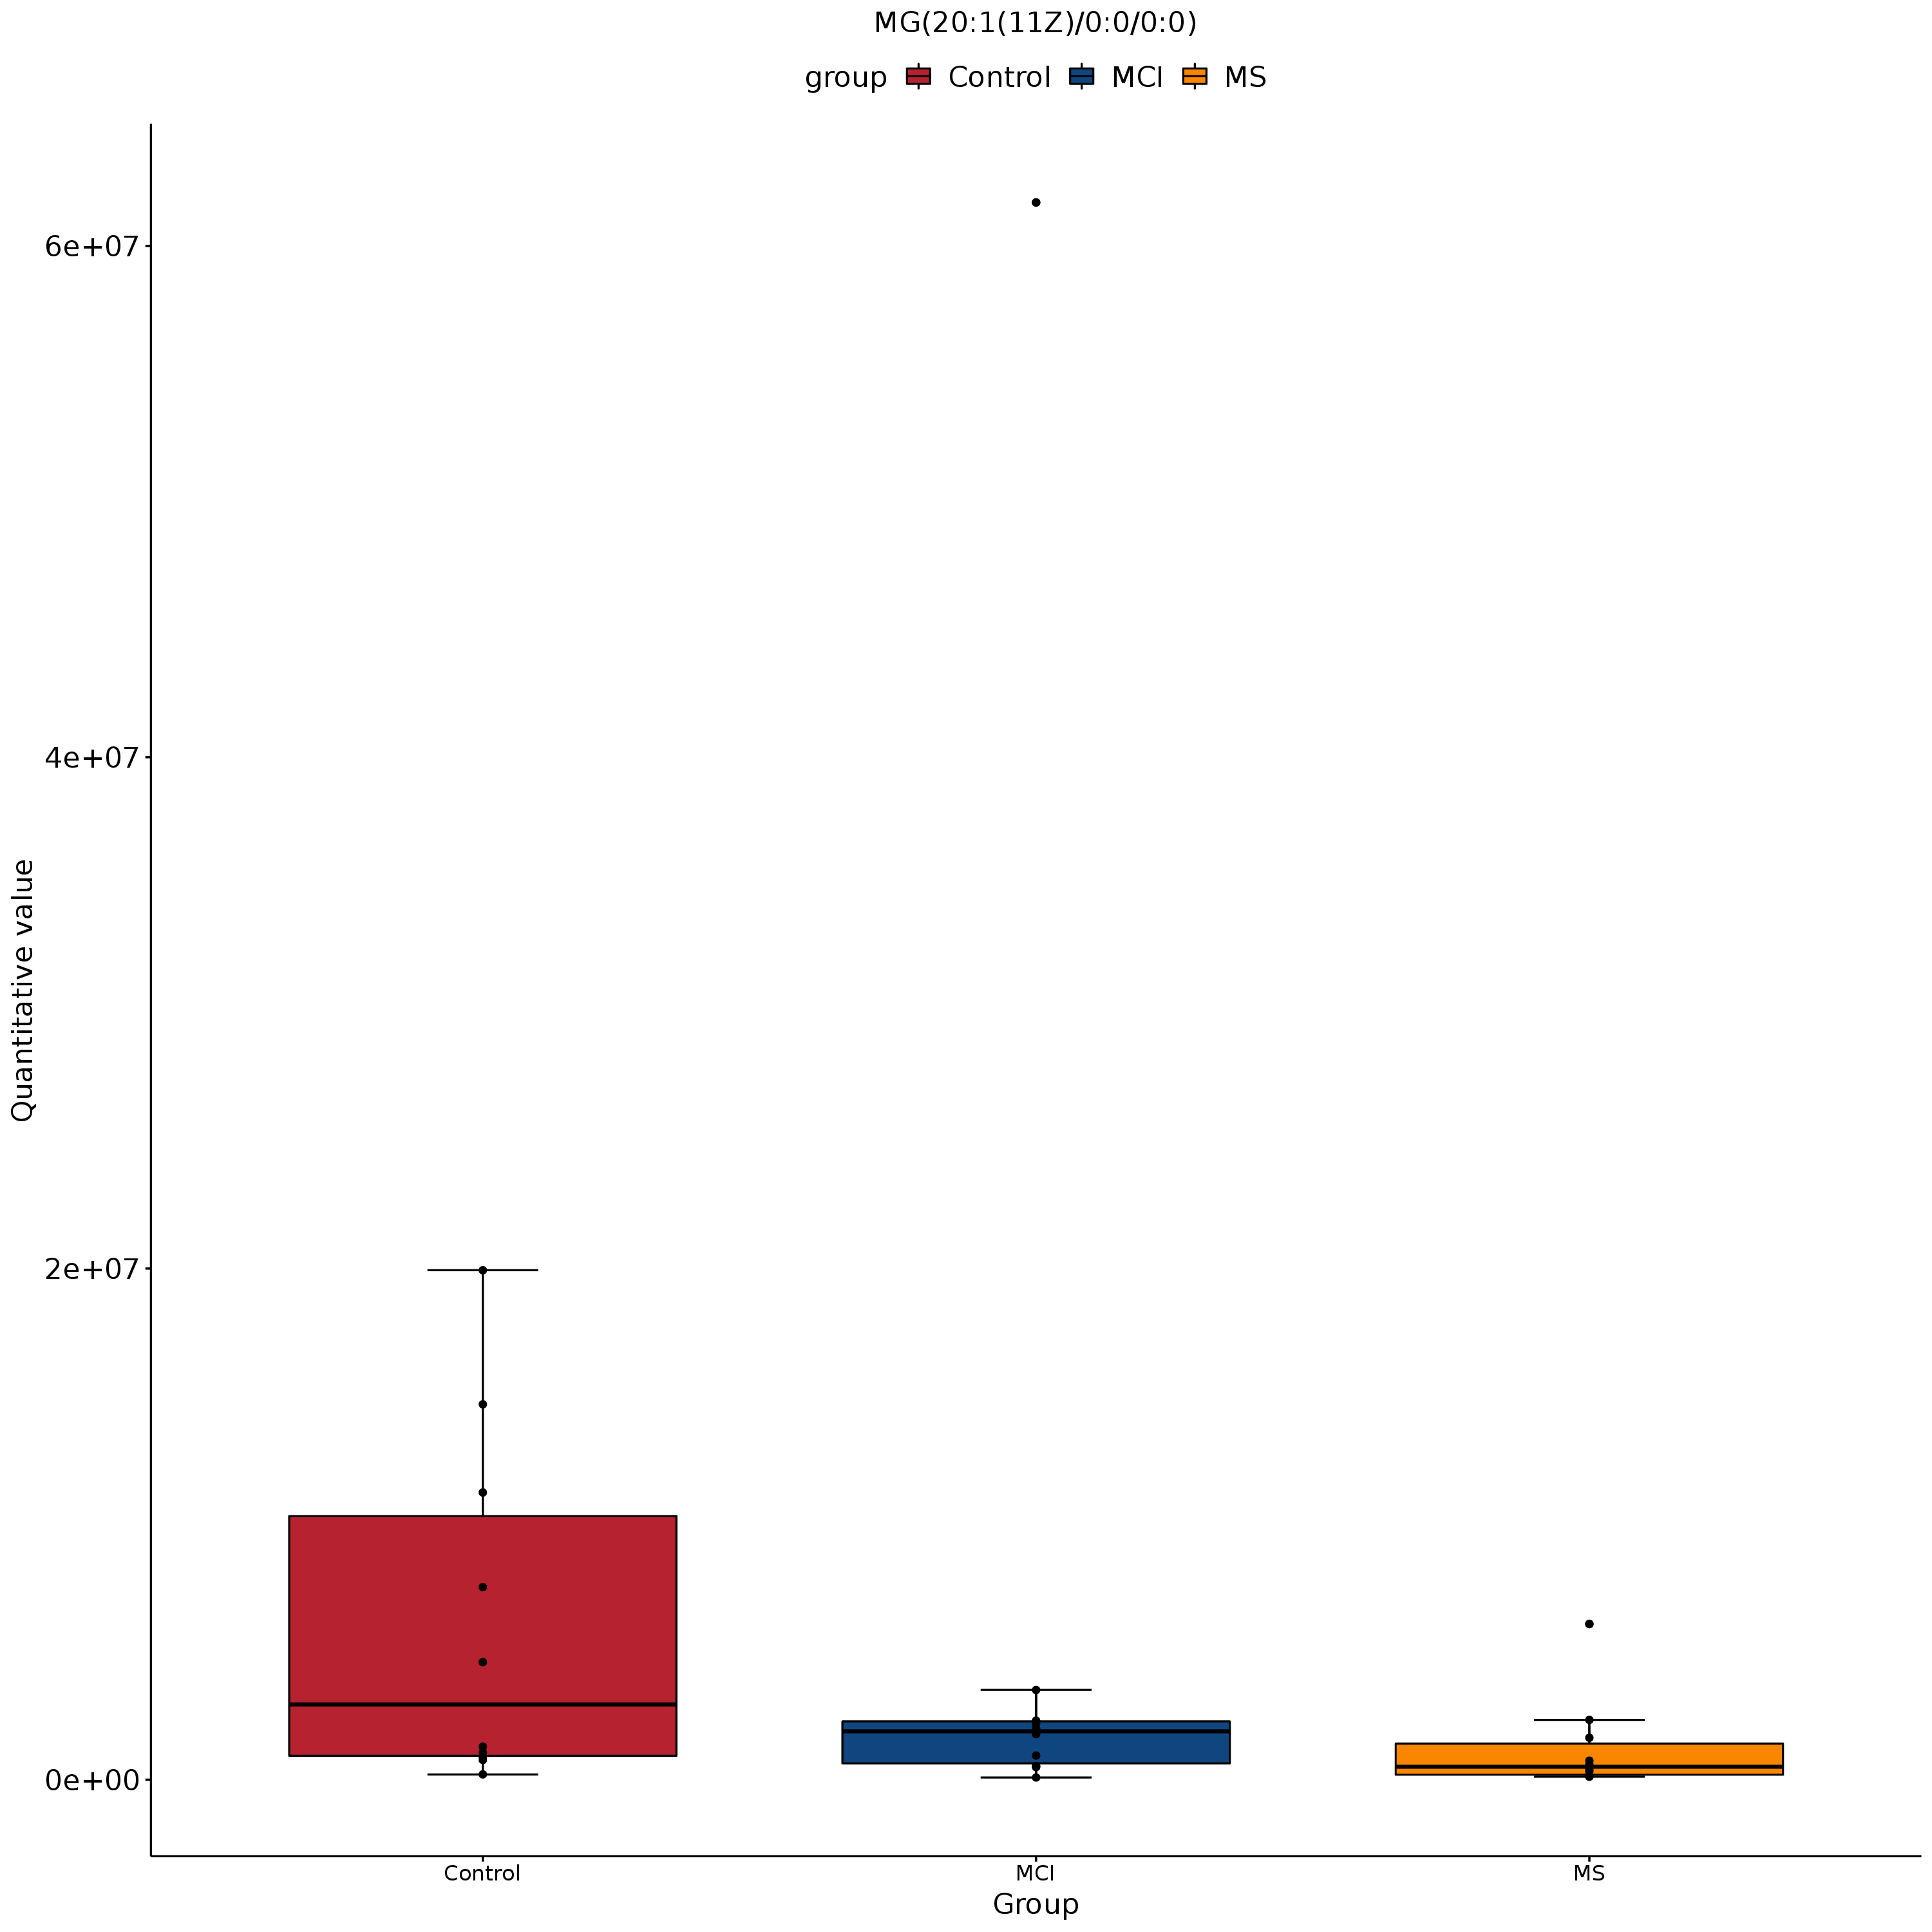 MG(20:1(11Z)/0:0/0:0)
group Control MCI MS
6e+07
4e+07
2e+07
0e+00
Quantitative value
Control MCI MS
Group